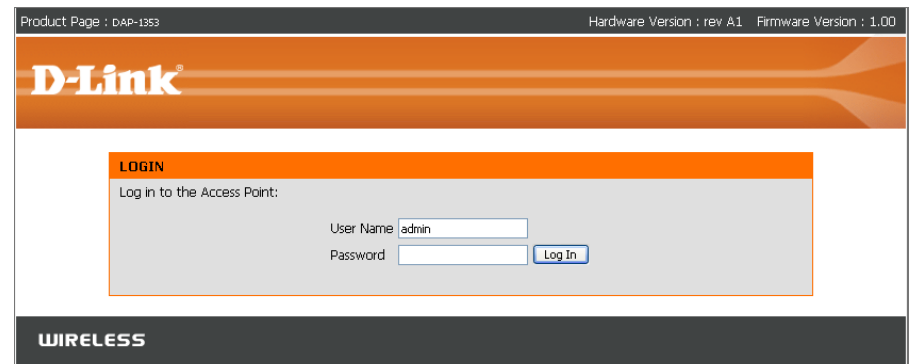 Product Page : DAP-1353 Hardware Version : rev A1 Firmware Version : 1.00
D-Link®
LOGIN
Log in to the Access Point:
User Name admin
Password Log In
WIRELESS